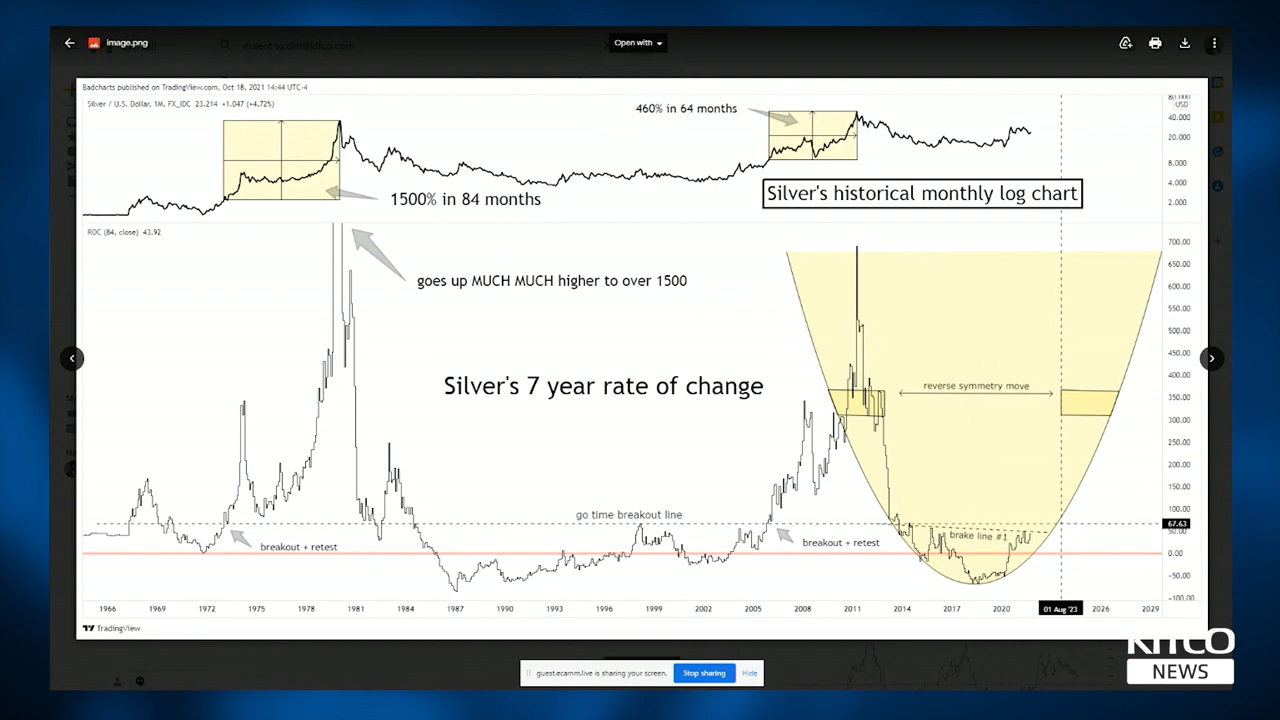 image.png
Open with
Badcharts published on TradingView.com, Oct 18, 2021 14:44 UTC-4
Silver / U.S. Dollar, 1M, FX_IDC 23.214 +1.047 (+4.72%)
460% in 64 months
80.000
USD
40.000
20.000
8.000
4.000
2.000
1500% in 84 months
Silver's historical monthly log chart
ROC (84, close) 43.92
goes up MUCH MUCH higher to over 1500
Silver's 7 year rate of change
reverse symmetry move
go time breakout line
breakout + retest
breakout + retest
brake line #1
700.00
650.00
600.00
550.00
500.00
450.00
400.00
350.00
300.00
250.00
200.00
150.00
100.00
67.63
50.00
0.00
-50.00
-100.00
1966 1969 1972 1975 1978 1981 1984 1987 1990 1993 1996 1999 2002 2005 2008 2011 2014 2017 2020 01 Aug '23 2026 2029
TradingView
KITCO
NEWS
guest.ecamm.live is sharing your screen. Stop sharing Hide